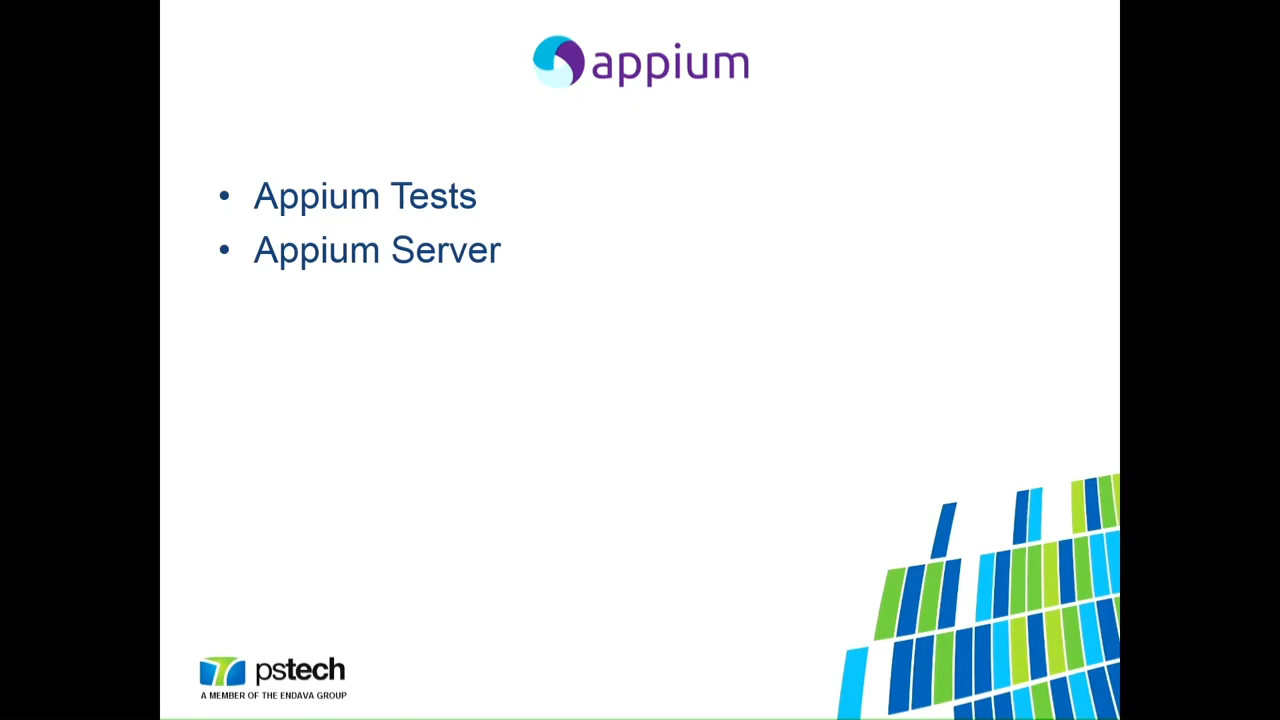 appium
• Appium Tests
• Appium Server
pstech
A MEMBER OF THE ENDAVA GROUP